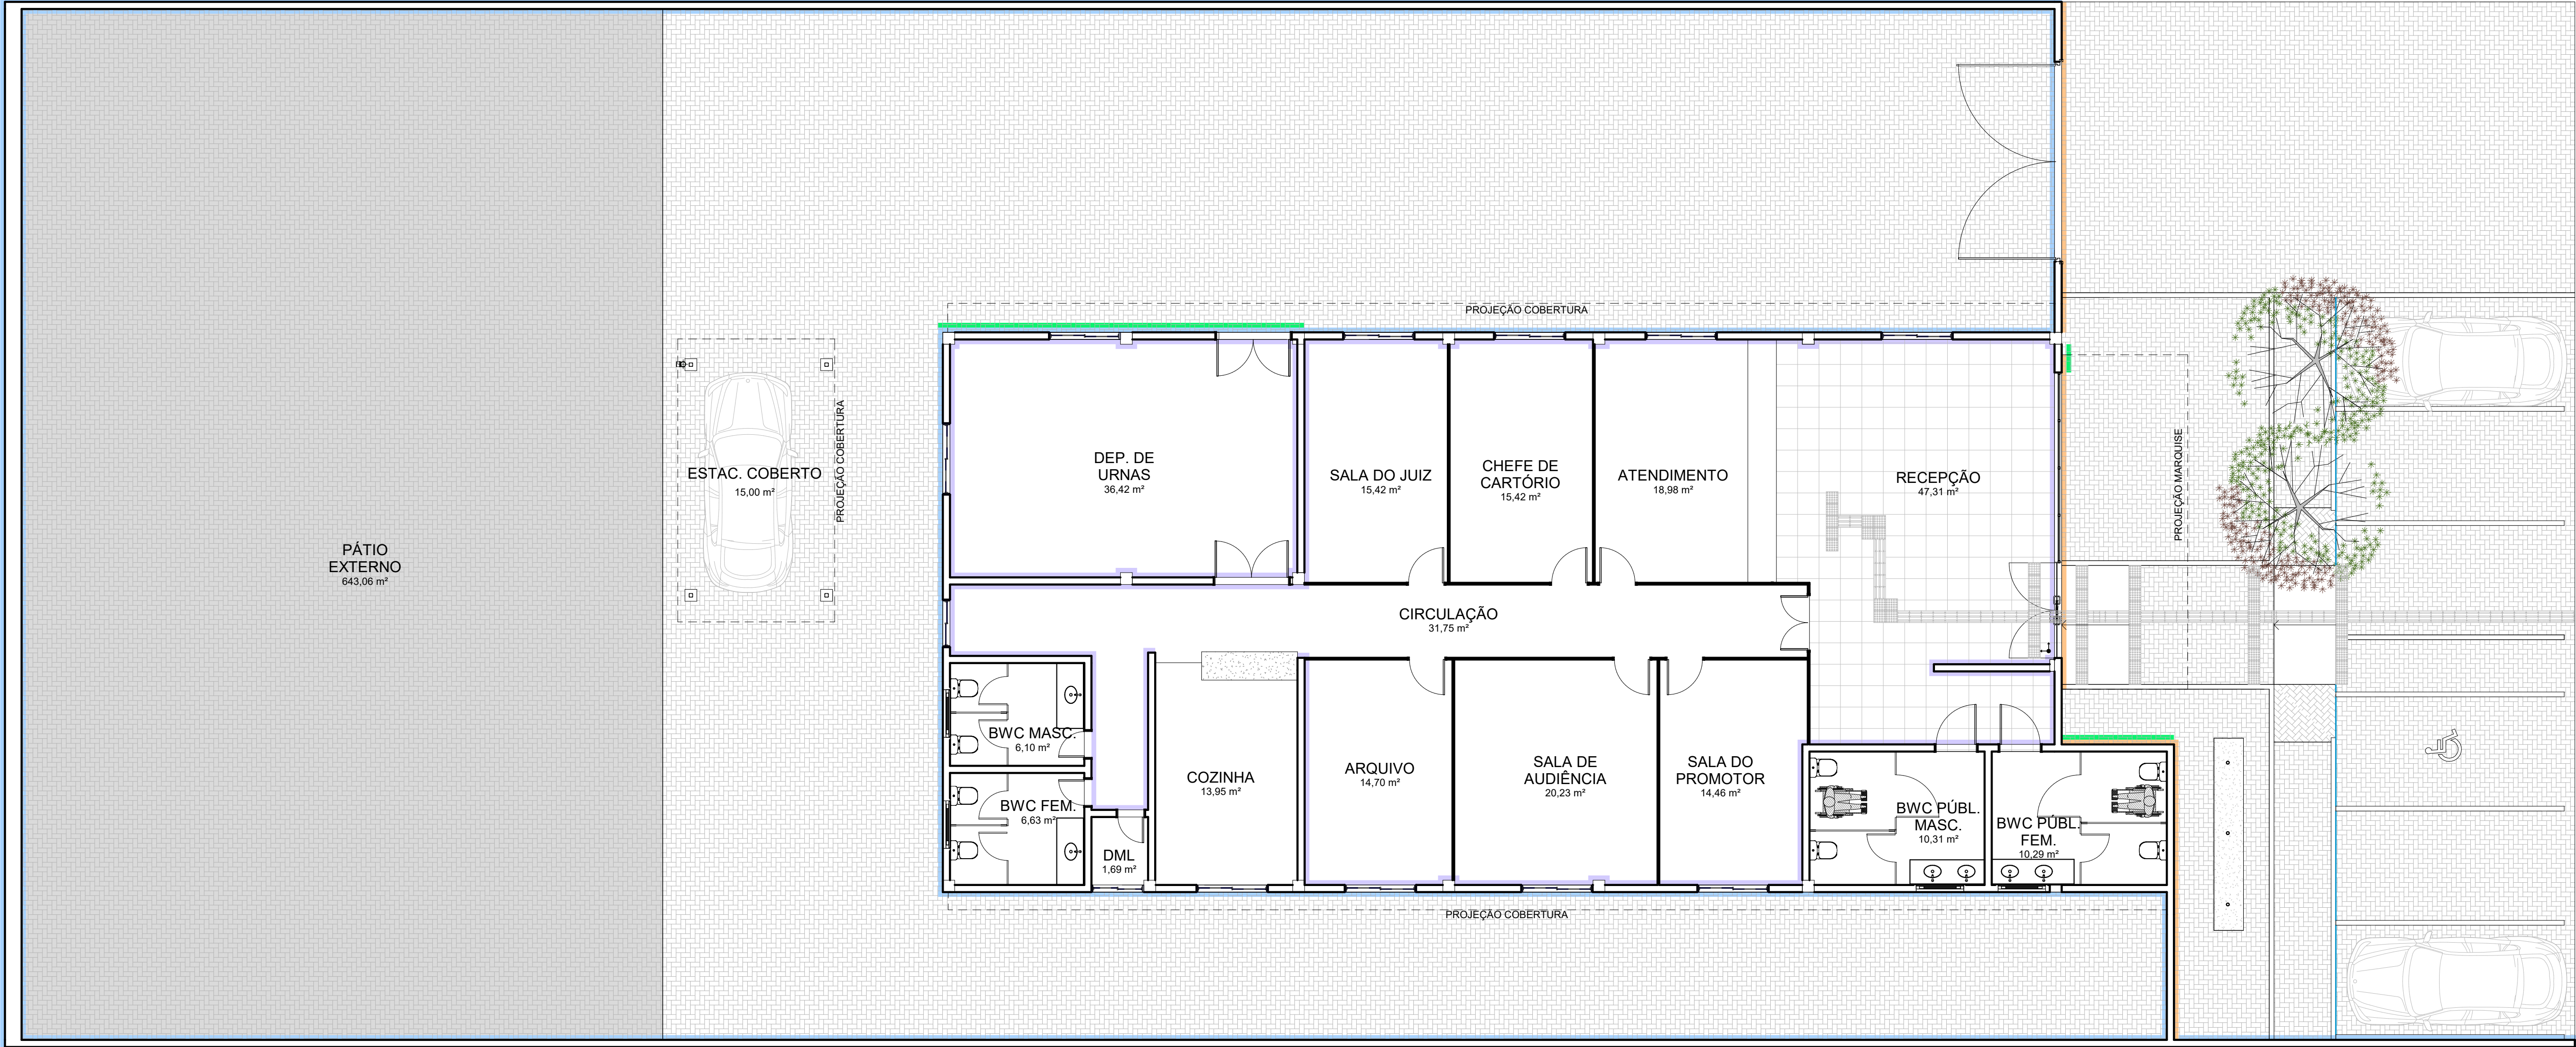 PROJEÇÃO COBERTURA
PÁTIO
EXTERNO
643,06 m²
ESTAC. COBERTO
15,00 m²
PROJEÇÃO COBERTURA
DEP. DE
URNAS
36,42 m²
SALA DO JUIZ
15,42 m²
CHEFE DE
CARTÓRIO
15,42 m²
ATENDIMENTO
18,98 m²
RECEPÇÃO
47,31 m²
PROJEÇÃO MARQUISE
CIRCULAÇÃO
31,75 m²
BWC MASC.
6,10 m²
BWC FEM.
6,63 m²
DML
1,69 m²
COZINHA
13,95 m²
ARQUIVO
14,70 m²
SALA DE
AUDIÊNCIA
20,23 m²
SALA DO
PROMOTOR
14,46 m²
BWC PÚBL.
MASC.
10,31 m²
BWC PÚBL.
FEM.
10,29 m²
PROJEÇÃO COBERTURA